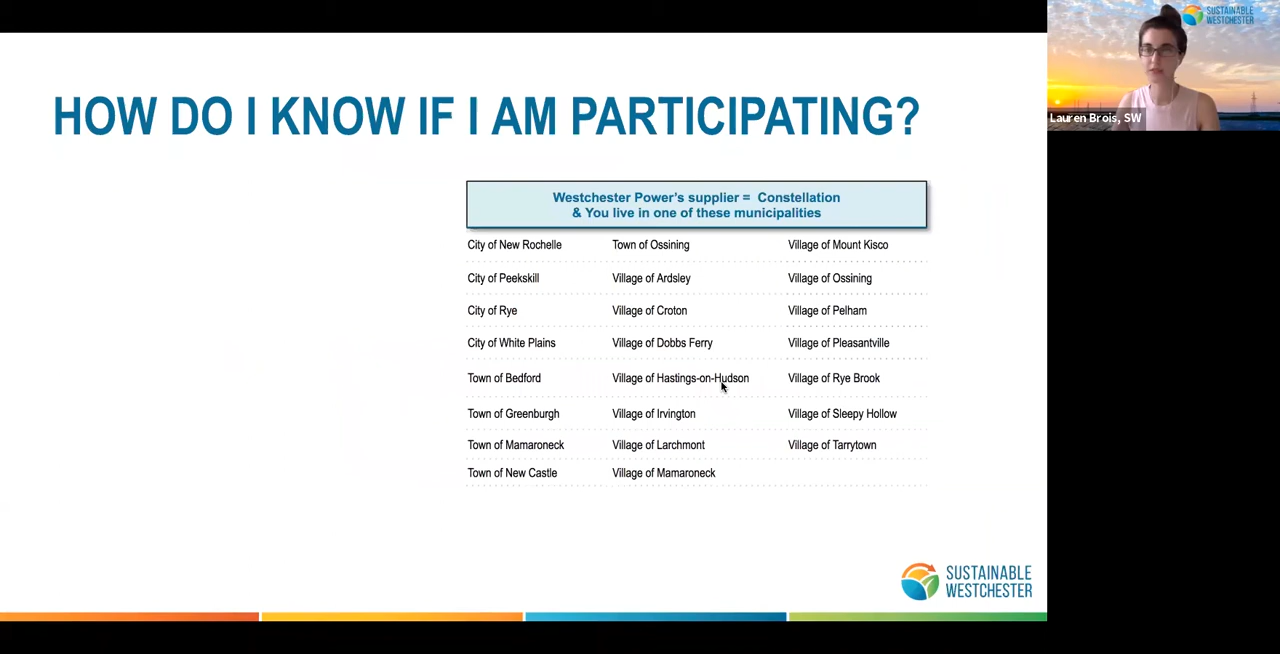 HOW DO I KNOW IF I AM PARTICIPATING?
Westchester Power's supplier = Constellation
& You live in one of these municipalities
City of New Rochelle Town of Ossining Village of Mount Kisco
City of Peekskill Village of Ardsley Village of Ossining
City of Rye Village of Croton Village of Pelham
City of White Plains Village of Dobbs Ferry Village of Pleasantville
Town of Bedford Village of Hastings-on-Hudson Village of Rye Brook
Town of Greenburgh Village of Irvington Village of Sleepy Hollow
Town of Mamaroneck Village of Larchmont Village of Tarrytown
Town of New Castle Village of Mamaroneck
SUSTAINABLE
WESTCHESTER
SUSTAINABLE
WESTCHESTER
Lauren Brois, SW